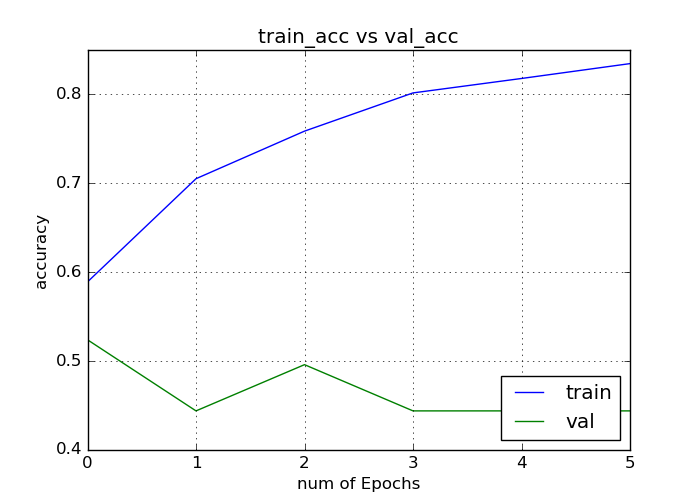 train_acc vs val_acc
0.8
0.7
0.6
0.5
0.4
accuracy
train
val
0 1 2 3 4 5
num of Epochs